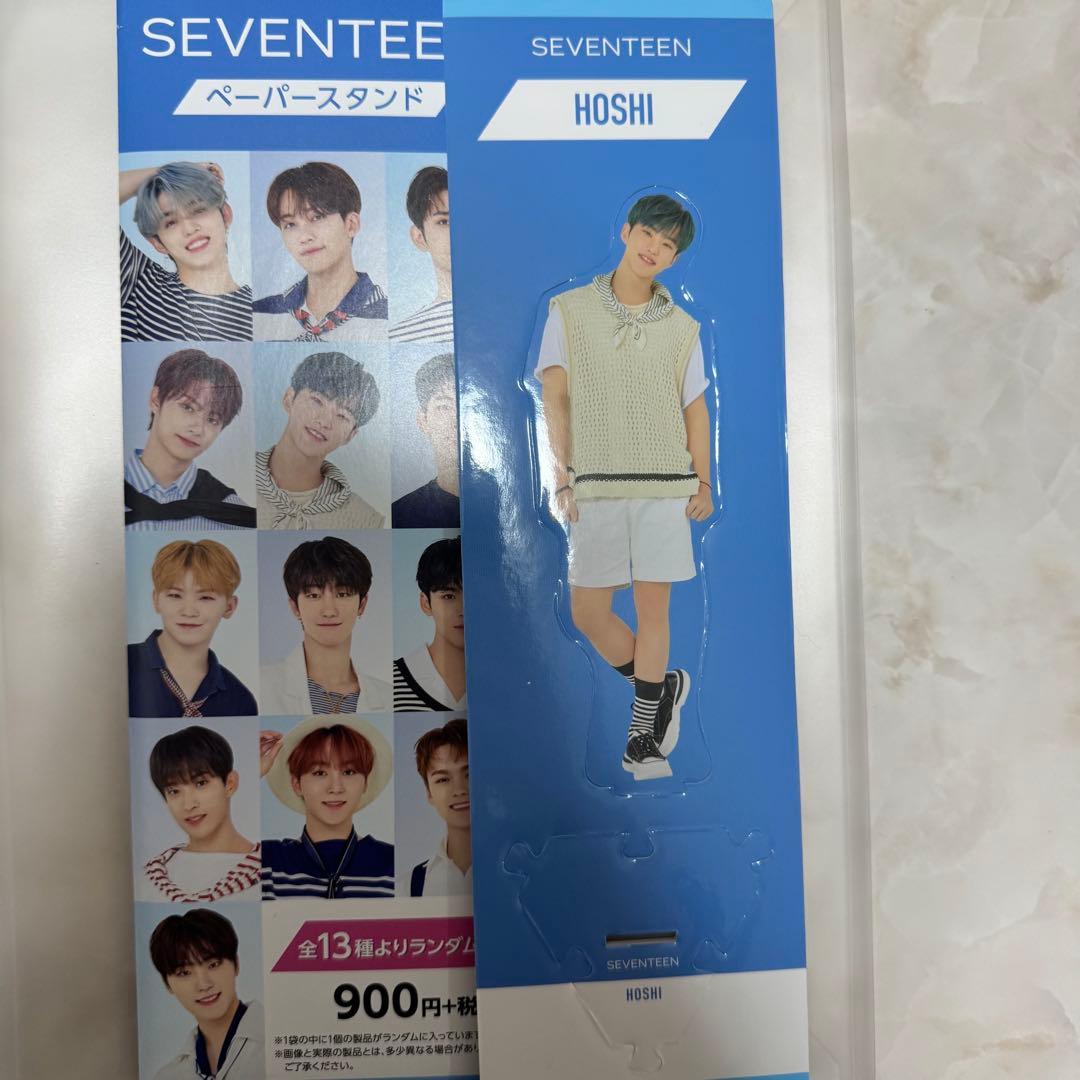 SEVENTEE
ペーパースタンド
全13種よりランダム
900円+税
※1袋の中に1個の製品がランダムに入っています
※画像と実際の製品とは、多少異なる場合があり
ご了承ください。
SEVENTEEN
HOSHI
SEVENTEEN
HOSHI